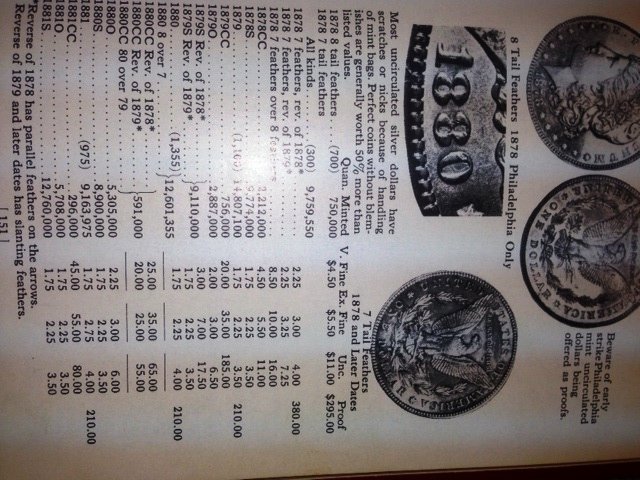 Beware of early
strike Philadelphia
mint uncirculated
dollars being
offered as proofs.
8 Tail Feathers 1878 Philadelphia Only
1880
7 Tail Feathers
1878 and Later Dates
Most uncirculated silver dollars have
scratches or nicks because of handling
of mint bags. Perfect coins without blem-
ishes are generally worth 50% more than
listed values.
Quan. Minted V. Fine Ex. Fine Unc. Proof
1878 8 tail feathers ...(700) 750,000 $4.50 $5.50 $11.00 $295.00
1878 7 tail feathers
All kinds ....(300) 9,759,550
1878 7 feathers, rev. of 1878* ........ 2.25 3.00 4.00 380.00
1878 7 feathers, rev. of 1879* ........ 3.25 3.25 7.25
1878 7 feathers over 8 feathers ....... 8.50 10.00 16.00
1878CC .............. 2,212,000 4.50 5.50 11.00
1878S ............... 9,774,000 1.75 2.25 3.50
1879 ......... 14,807,100 1.75 2.25 3.50 210.00
1879CC .............. 756,000 20.00 35.00 185.00
1879O ............... 2,887,000 2.00 3.00 6.50
1879S Rev. of 1878* ... } 9,110,000 3.00 7.00 17.50
1879S Rev. of 1879* ... 1.75 2.25 3.50
1880 .........(1,355) } 12,601,355 1.75 2.25 4.00 210.00
1880 8 over 7 ........
1880CC Rev. of 1878* ... } 591,000 25.00 35.00 65.00
1880CC Rev. of 1879* ... 20.00 25.00 55.00
1880CC 80 over 79 .....
1880O ............... 5,305,000 2.25 3.00 6.00
1880S ............... 8,900,000 1.75 2.25 3.50
1881 ..........(975) 9,163,975 1.75 2.75 4.00 210.00
1881CC .............. 296,000 45.00 55.00 80.00
1881O ............... 5,708,000 1.75 2.25 3.50
1881S ............... 12,760,000 1.75 2.25 3.50
*Reverse of 1878 has parallel feathers on the arrows.
Reverse of 1879 and later dates has slanting feathers.
[ 151 ]